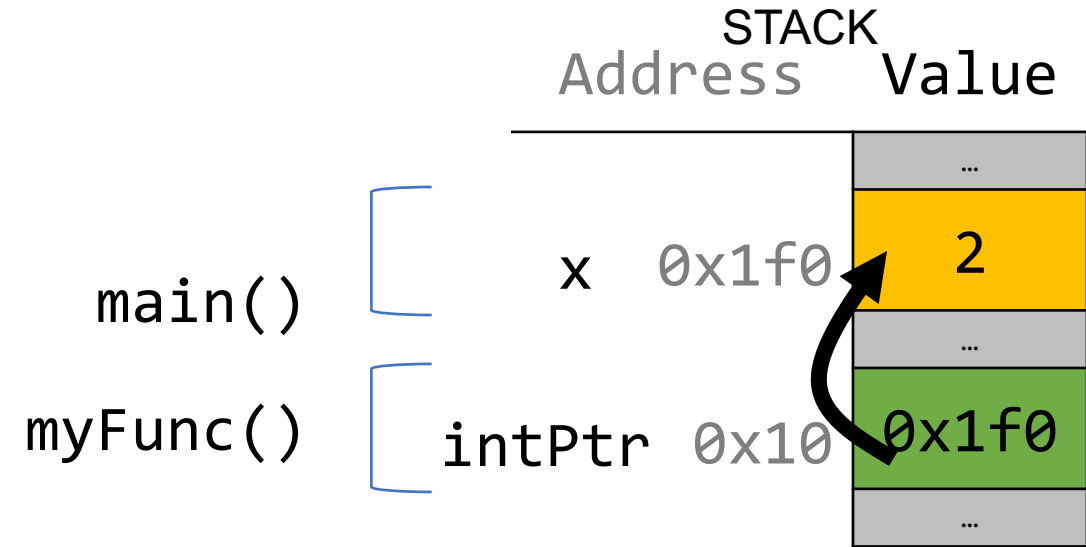 STACK
Address Value
…
main() x 0x1f0 2
…
myFunc() intPtr 0x10 0x1f0
…